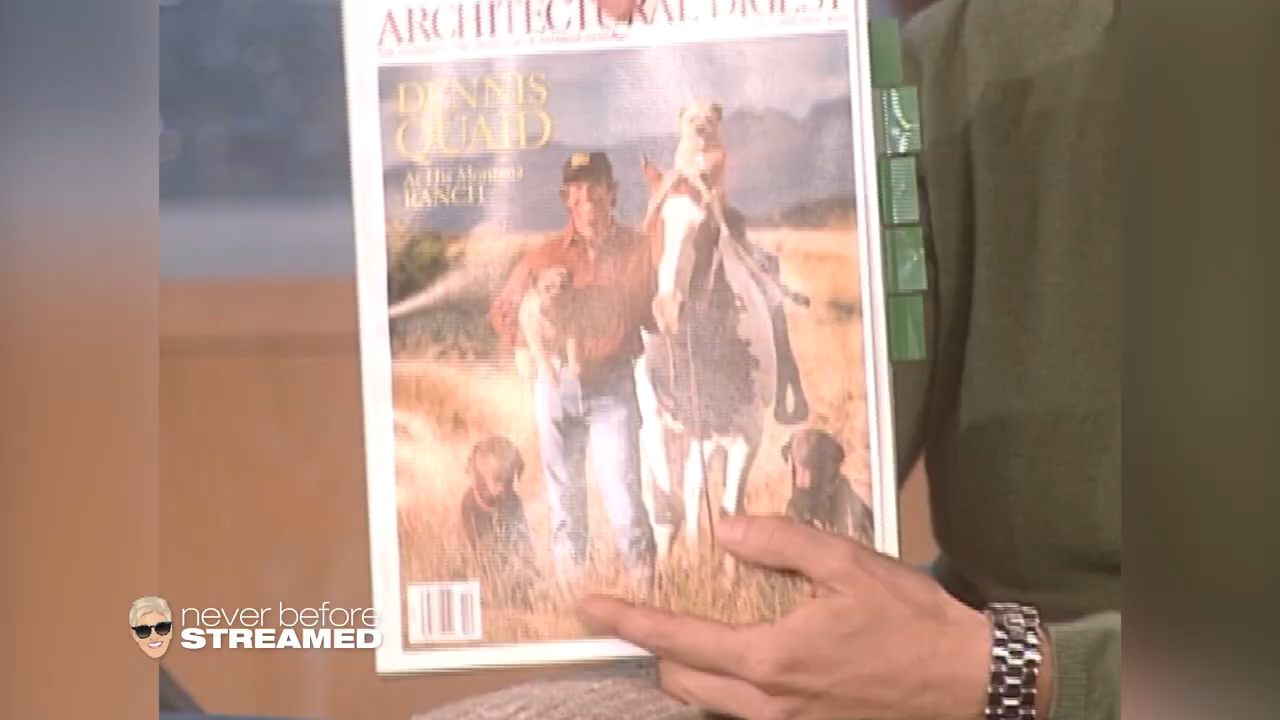 ARCHITECTURAL DIGEST
DENNIS
QUAID
At His Montana
RANCH
never before
STREAMED